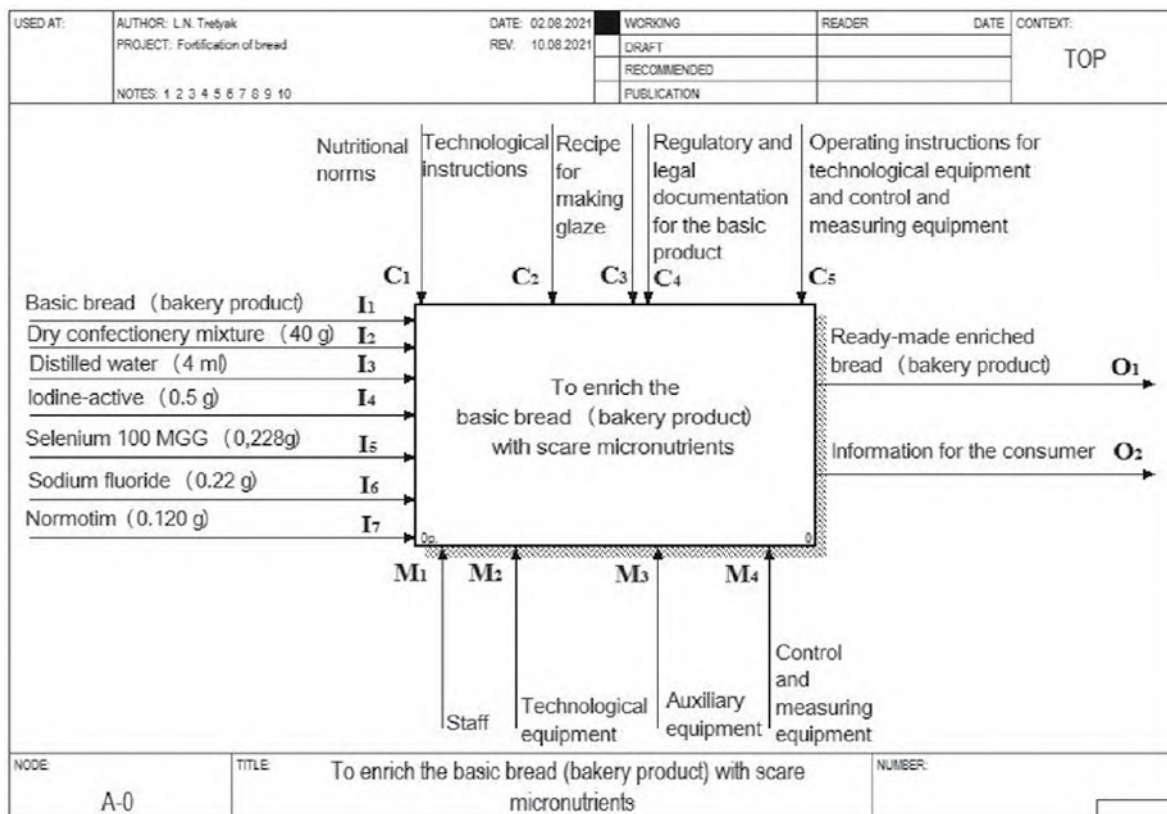 USED AT:
AUTHOR: L.N. Tretyak
DATE: 02.08.2021
WORKING
READER
DATE
CONTEXT:
PROJECT: Fortification of bread
REV: 10.08.2021
DRAFT
TOP
RECOMMENDED
NOTES: 1 2 3 4 5 6 7 8 9 10
PUBLICATION
Nutritional
norms
Technological
instructions
Recipe
for
making
glaze
Regulatory and
legal
documentation
for the basic
product
Operating instructions for
technological equipment
and control and
measuring equipment
C1
C2
C3
C4
C5
Basic bread (bakery product) I1
Dry confectionery mixture (40 g) I2
Distilled water (4 ml) I3
Iodine-active (0.5 g) I4
Selenium 100 MGG (0,228g) I5
Sodium fluoride (0.22 g) I6
Normotim (0.120 g) I7
To enrich the
basic bread (bakery product)
with scare micronutrients
0р.
0
Ready-made enriched
bread (bakery product) O1
Information for the consumer O2
M1
M2
M3
M4
Staff
Technological
equipment
Auxiliary
equipment
Control
and
measuring
equipment
NODE:
A-0
TITLE:
To enrich the basic bread (bakery product) with scare
micronutrients
NUMBER: